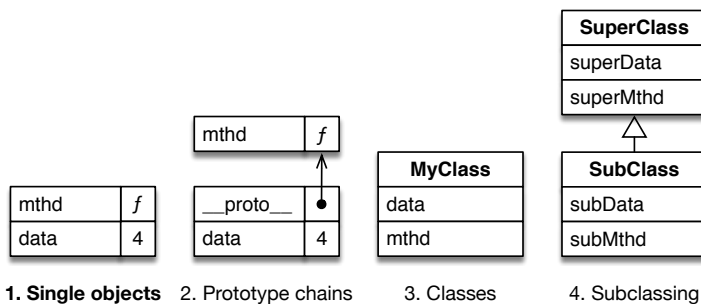 SuperClass
superData
superMthd
mthd ƒ
MyClass
data
mthd
SubClass
subData
subMthd
mthd ƒ
data 4
__proto__
data 4
1. Single objects
2. Prototype chains
3. Classes
4. Subclassing